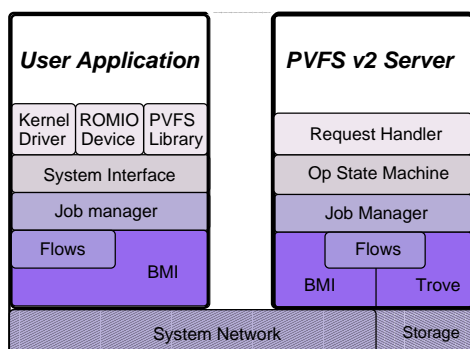 User Application
Kernel Driver
ROMIO Device
PVFS Library
System Interface
Job manager
Flows
BMI
PVFS v2 Server
Request Handler
Op State Machine
Job Manager
Flows
BMI
Trove
System Network
Storage